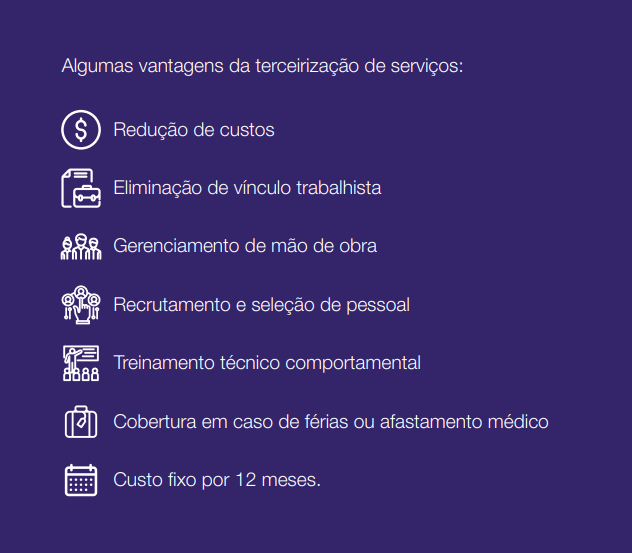 Algumas vantagens da terceirização de serviços:
Redução de custos
Eliminação de vínculo trabalhista
Gerenciamento de mão de obra
Recrutamento e seleção de pessoal
Treinamento técnico comportamental
Cobertura em caso de férias ou afastamento médico
Custo fixo por 12 meses.